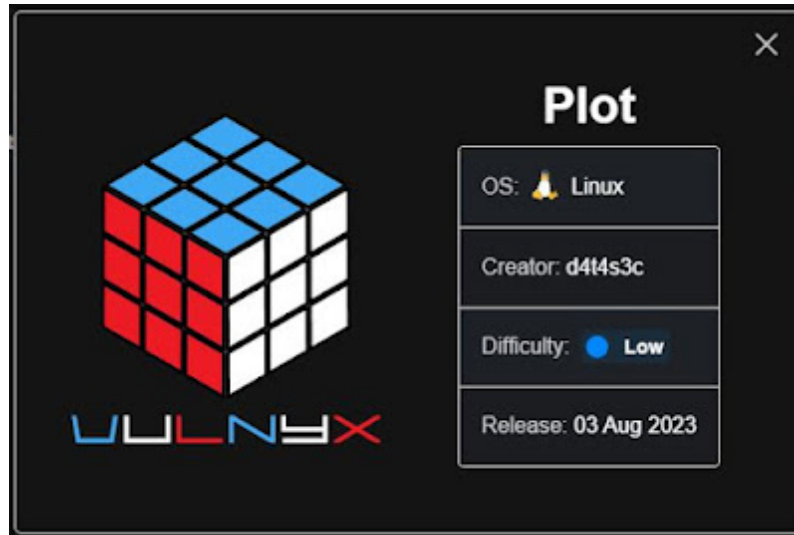 Plot
OS: Linux
Creator: d4t4s3c
Difficulty: Low
Release: 03 Aug 2023
VULNYX